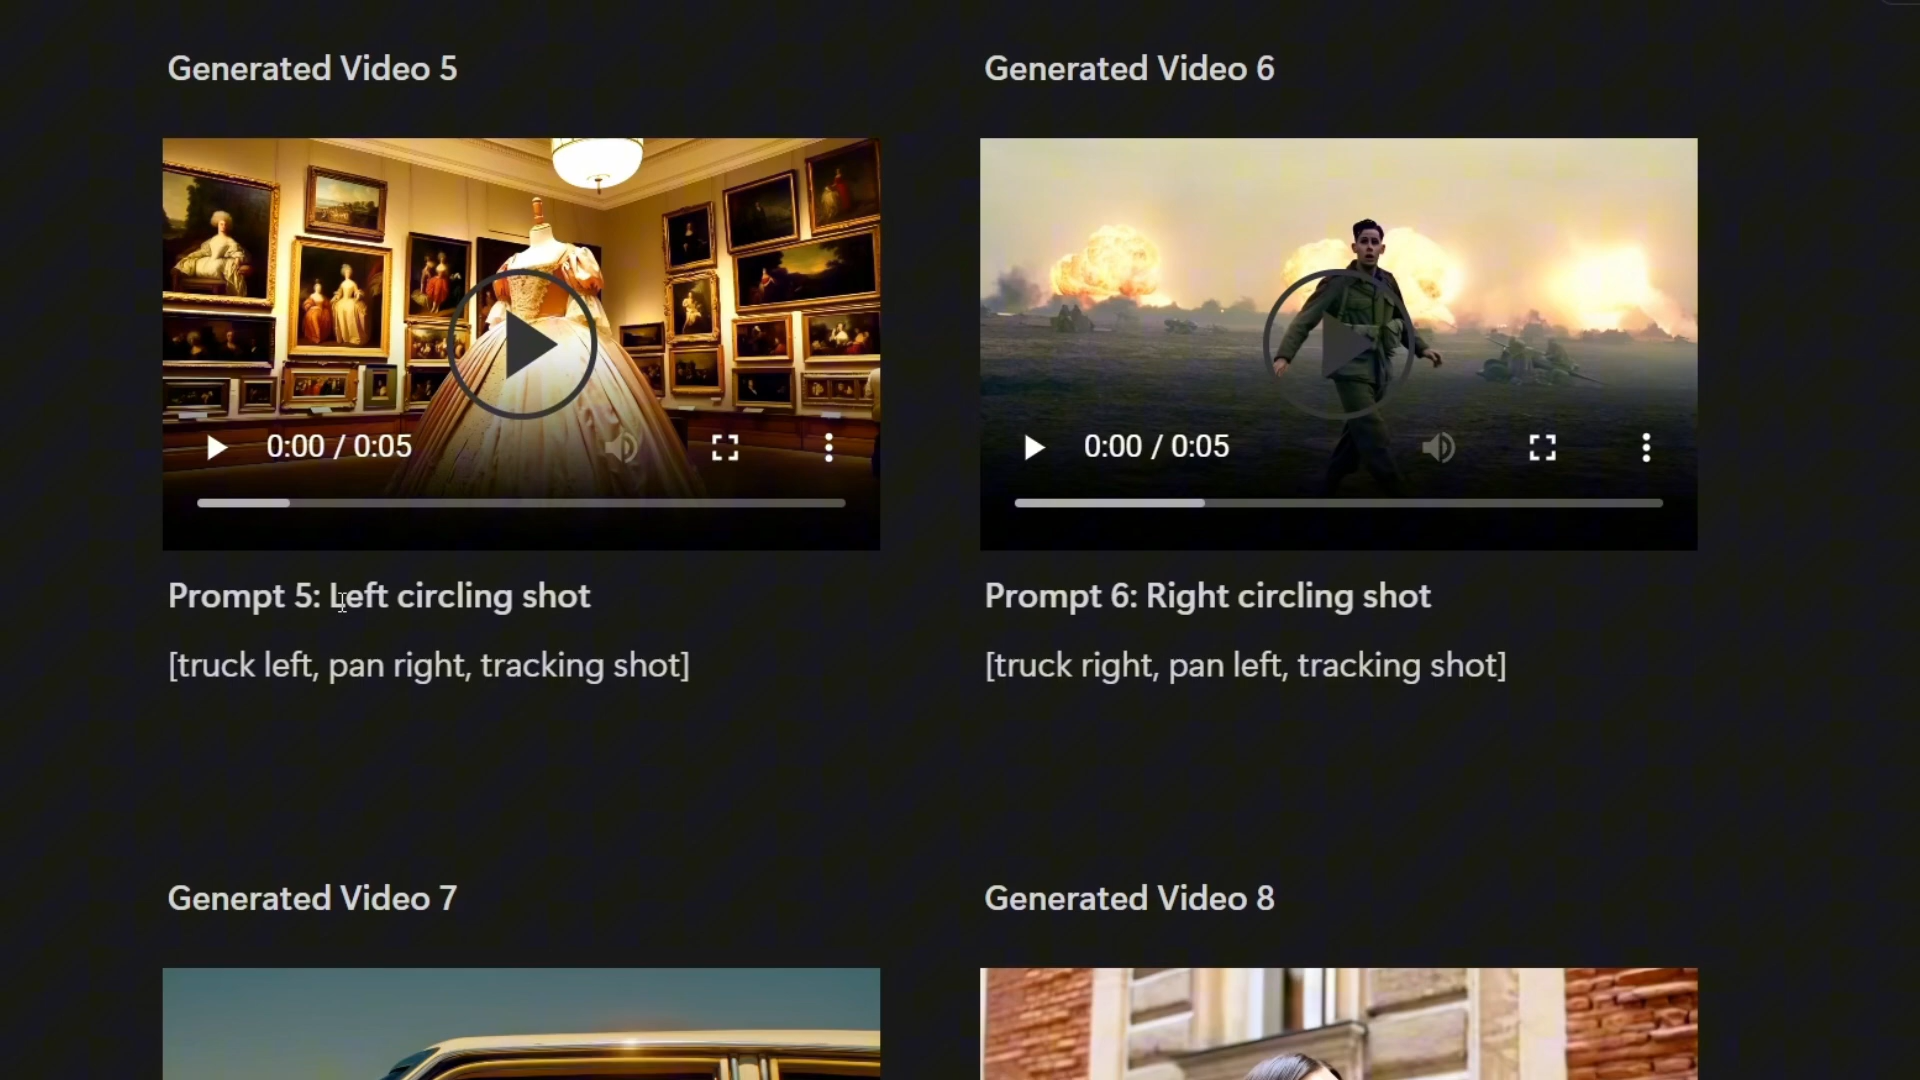 Generated Video 5
Generated Video 6
0:00 / 0:05
0:00 / 0:05
Prompt 5: Left circling shot
Prompt 6: Right circling shot
[truck left, pan right, tracking shot]
[truck right, pan left, tracking shot]
Generated Video 7
Generated Video 8